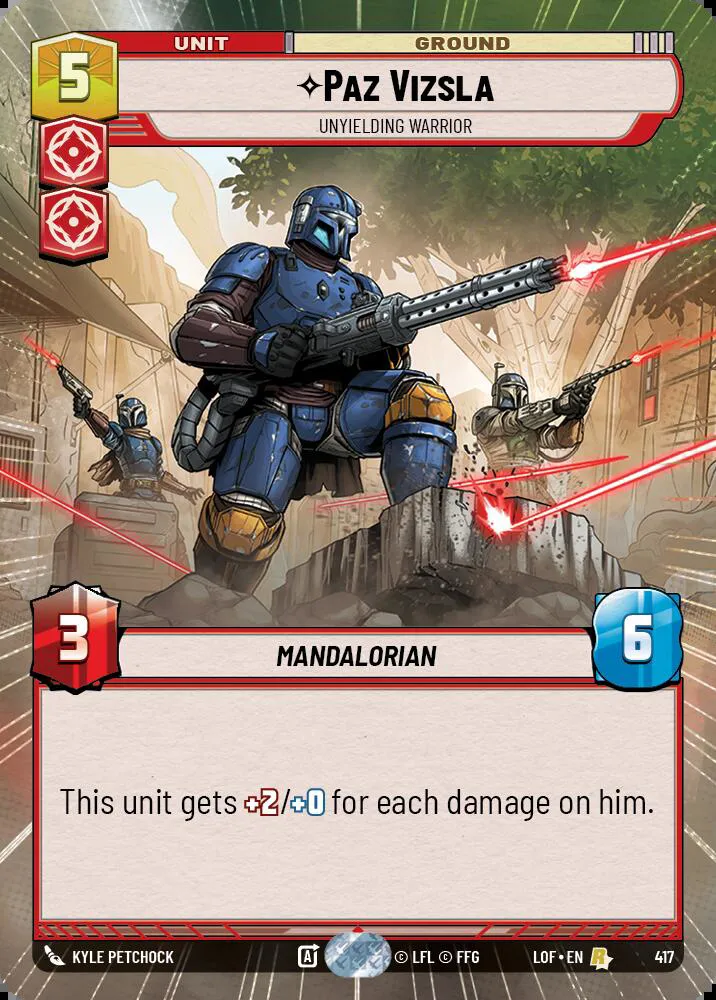 UNIT
GROUND
5
✧PAZ VIZSLA
UNYIELDING WARRIOR
3
MANDALORIAN
6
This unit gets +2/+0 for each damage on him.
KYLE PETCHOCK
A
© LFL © FFG
LOF • EN
R
417